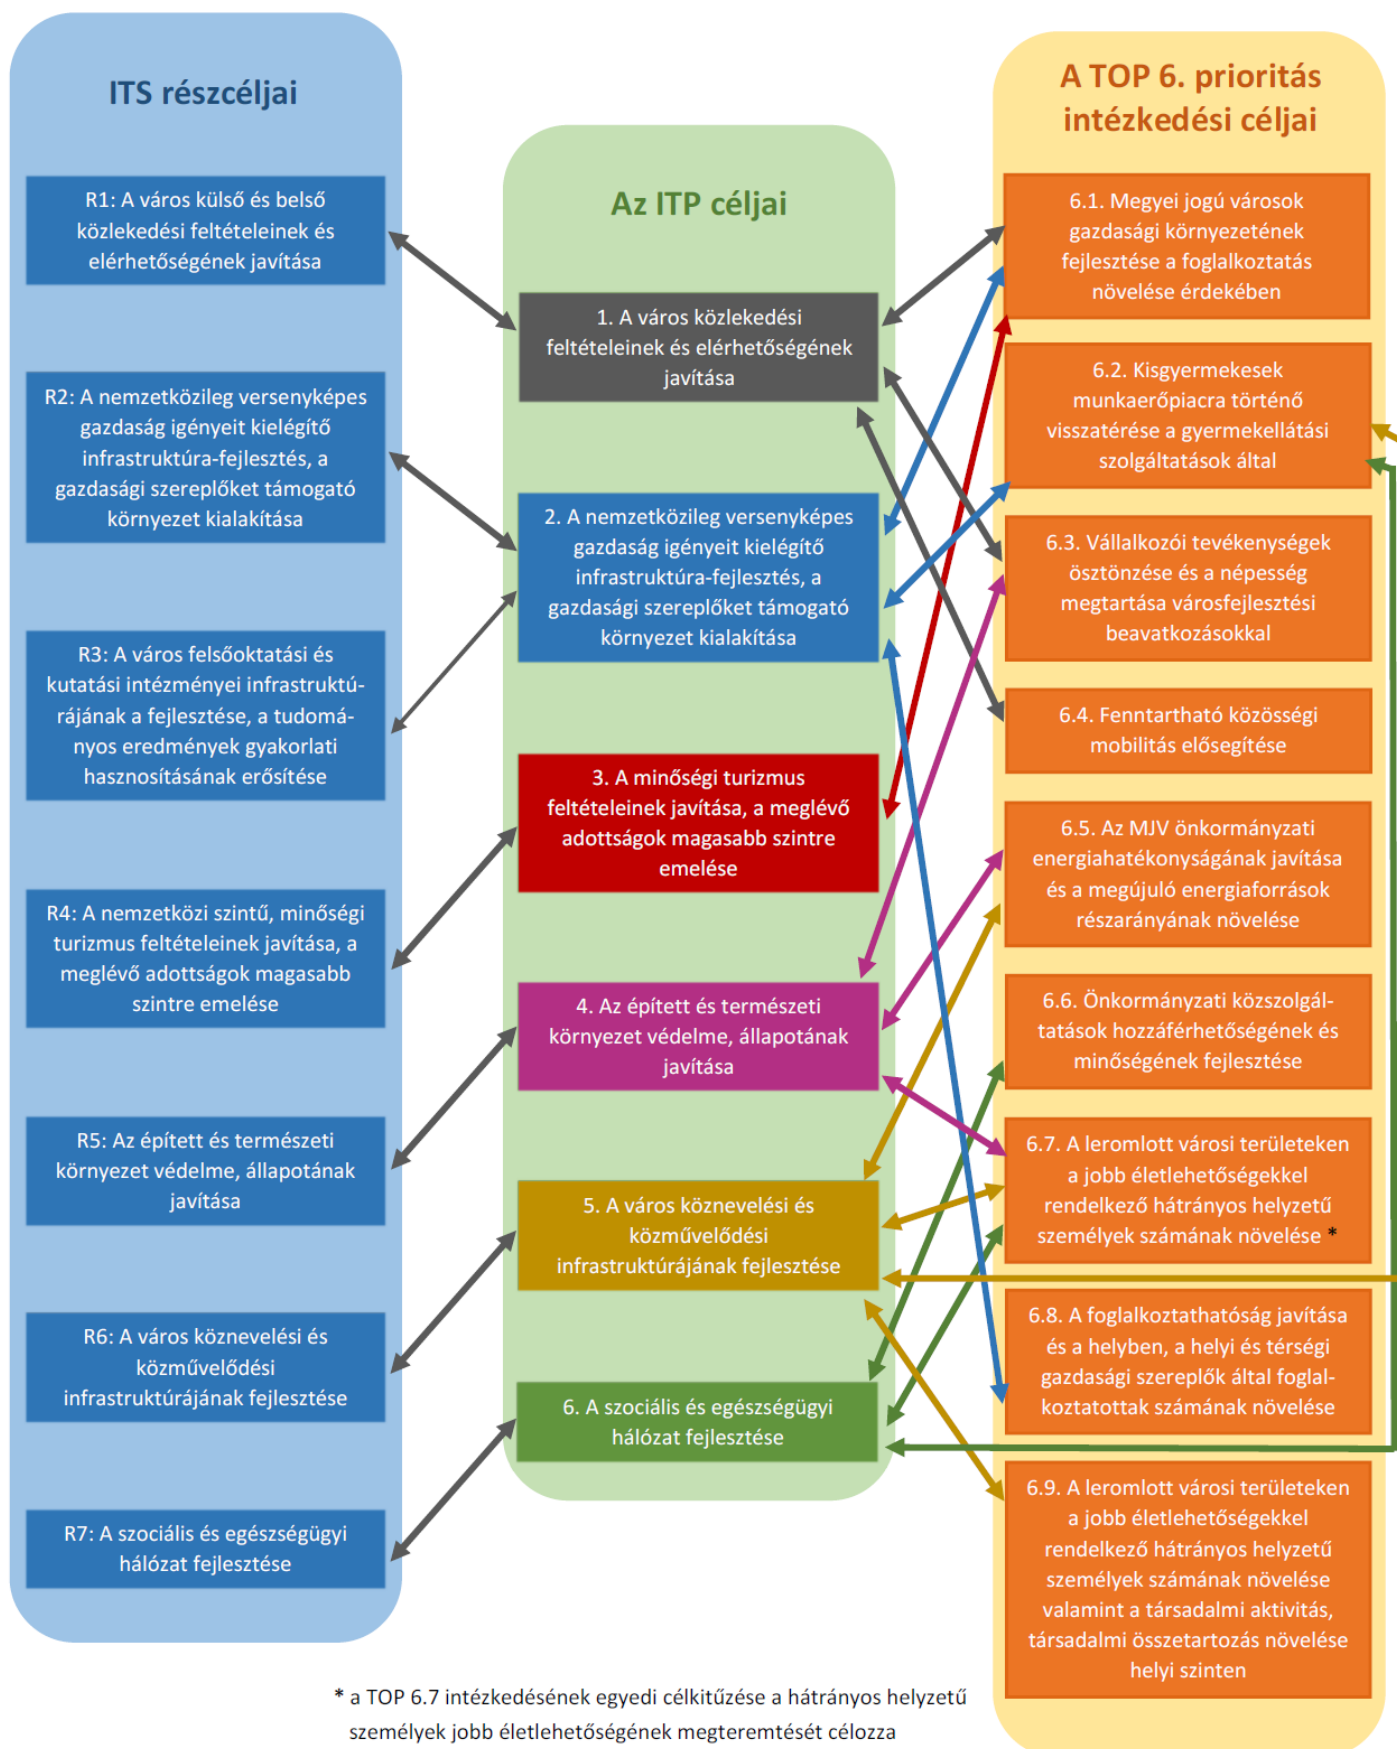 ITS részcéljai
R1: A város külső és belső
közlekedési feltételeinek és
elérhetőségének javítása
R2: A nemzetközileg versenyképes
gazdaság igényeit kielégítő
infrastruktúra-fejlesztés, a
gazdasági szereplőket támogató
környezet kialakítása
R3: A város felsőoktatási és
kutatási intézményei infrastruktú-
rájának a fejlesztése, a tudomá-
nyos eredmények gyakorlati
hasznosításának erősítése
R4: A nemzetközi szintű, minőségi
turizmus feltételeinek javítása, a
meglévő adottságok magasabb
szintre emelése
R5: Az épített és természeti
környezet védelme, állapotának
javítása
R6: A város köznevelési és
közművelődési
infrastruktúrájának fejlesztése
R7: A szociális és egészségügyi
hálózat fejlesztése
Az ITP céljai
1. A város közlekedési
feltételeinek és elérhetőségének
javítása
2. A nemzetközileg versenyképes
gazdaság igényeit kielégítő
infrastruktúra-fejlesztés, a
gazdasági szereplőket támogató
környezet kialakítása
3. A minőségi turizmus
feltételeinek javítása, a meglévő
adottságok magasabb szintre
emelése
4. Az épített és természeti
környezet védelme, állapotának
javítása
5. A város köznevelési és
közművelődési
infrastruktúrájának fejlesztése
6. A szociális és egészségügyi
hálózat fejlesztése
A TOP 6. prioritás
intézkedési céljai
6.1. Megyei jogú városok
gazdasági környezetének
fejlesztése a foglalkoztatás
növelése érdekében
6.2. Kisgyermekesek
munkaerőpiacra történő
visszatérése a gyermekellátási
szolgáltatások által
6.3. Vállalkozói tevékenységek
ösztönzése és a népesség
megtartása városfejlesztési
beavatkozásokkal
6.4. Fenntartható közösségi
mobilitás elősegítése
6.5. Az MJV önkormányzati
energiahatékonyságának javítása
és a megújuló energiaforrások
részarányának növelése
6.6. Önkormányzati közszolgál-
tatások hozzáférhetőségének és
minőségének fejlesztése
6.7. A leromlott városi területeken
a jobb életlehetőségekkel
rendelkező hátrányos helyzetű
személyek számának növelése *
6.8. A foglalkoztathatóság javítása
és a helyben, a helyi és térségi
gazdasági szereplők által foglal-
koztatottak számának növelése
6.9. A leromlott városi területeken
a jobb életlehetőségekkel
rendelkező hátrányos helyzetű
személyek számának növelése
valamint a társadalmi aktivitás,
társadalmi összetartozás növelése
helyi szinten
* a TOP 6.7 intézkedésének egyedi célkitűzése a hátrányos helyzetű
személyek jobb életlehetőségének megteremtését célozza